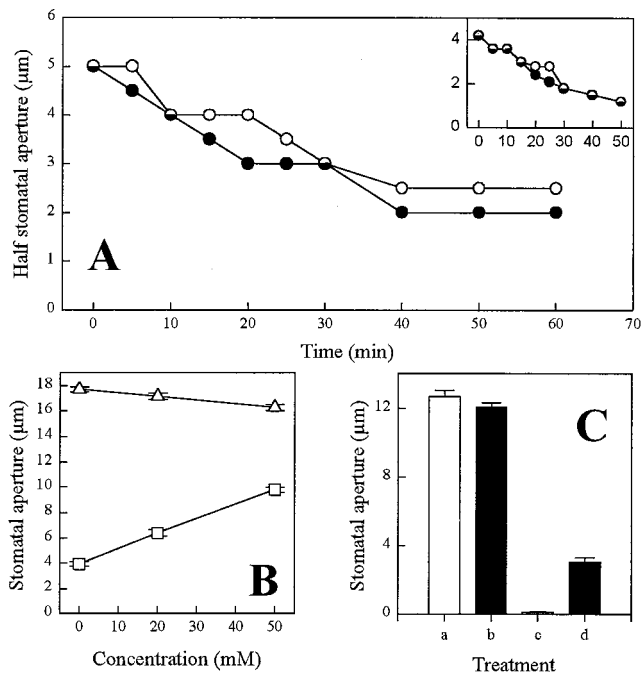 6
5
4
3
2
1
0
Half stomatal aperture (μm)
A
0 10 20 30 40 50 60 70
Time (min)
4
2
0
0 10 20 30 40 50
18
16
14
12
10
8
6
4
2
0
Stomatal aperture (μm)
B
0 10 20 30 40 50
Concentration (mM)
12
8
4
0
Stomatal aperture (μm)
C
a b c d
Treatment